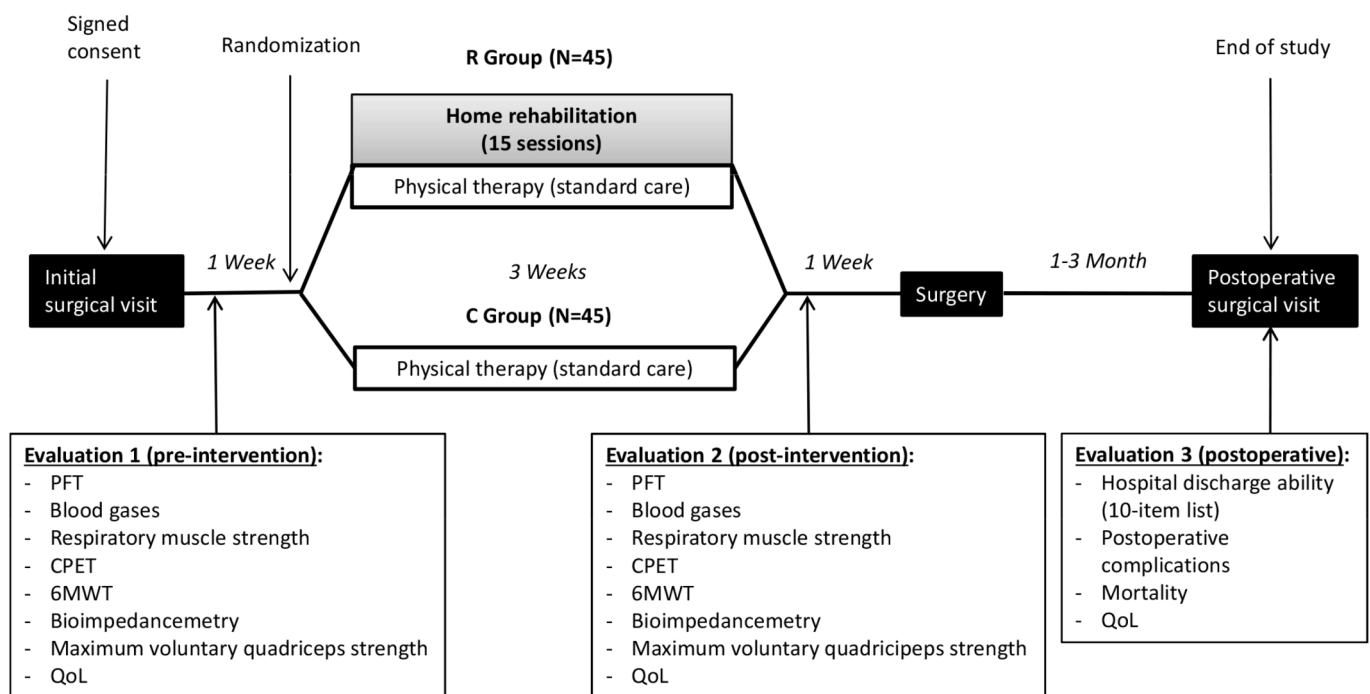 Signed
consent
Randomization
R Group (N=45)
End of study
Home rehabilitation
(15 sessions)
Physical therapy (standard care)
Initial
surgical visit
1 Week
3 Weeks
1 Week
Surgery
1-3 Month
Postoperative
surgical visit
C Group (N=45)
Physical therapy (standard care)
Evaluation 1 (pre-intervention):
- PFT
- Blood gases
- Respiratory muscle strength
- CPET
- 6MWT
- Bioimpedancemetry
- Maximum voluntary quadriceps strength
- QoL
Evaluation 2 (post-intervention):
- PFT
- Blood gases
- Respiratory muscle strength
- CPET
- 6MWT
- Bioimpedancemetry
- Maximum voluntary quadricipeps strength
- QoL
Evaluation 3 (postoperative):
- Hospital discharge ability
(10-item list)
- Postoperative
complications
- Mortality
- QoL